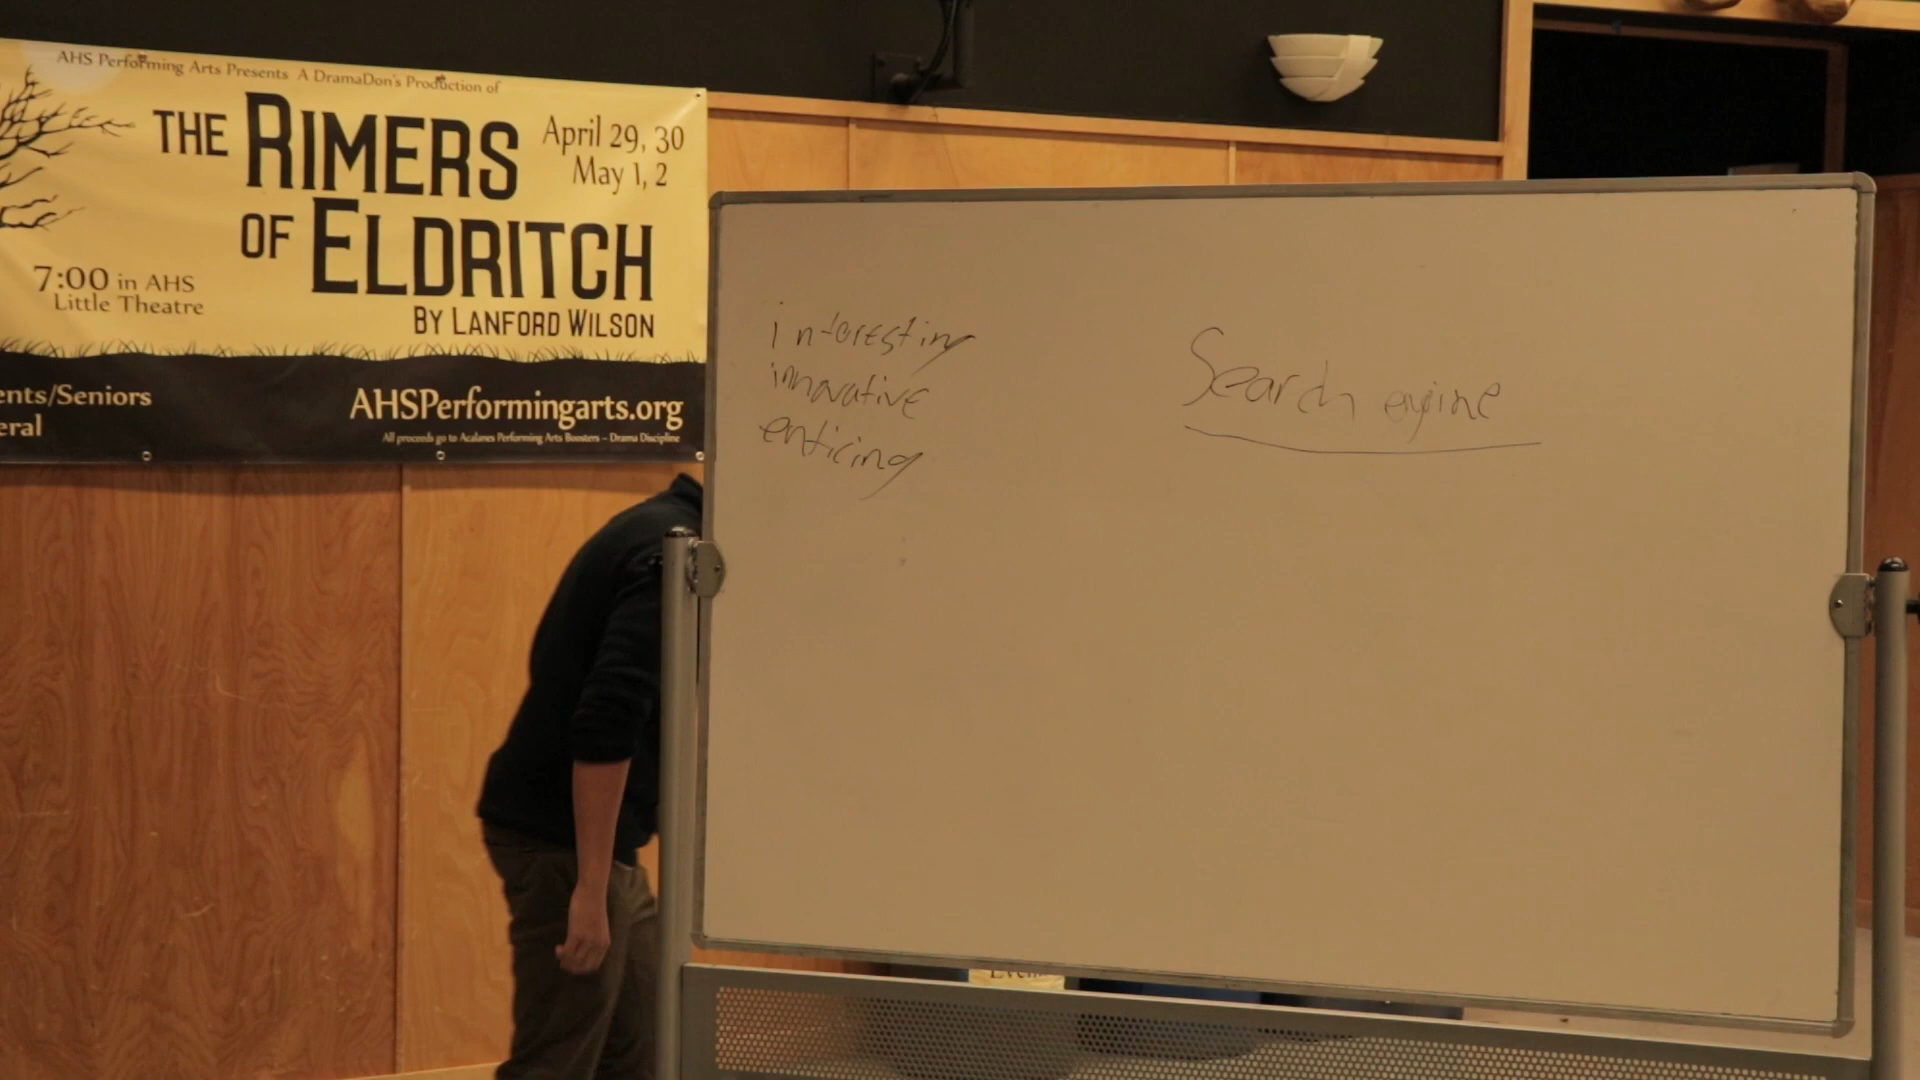 AHS Performing Arts Presents A DramaDon's Production of
THE RIMERS
OF ELDRITCH
BY LANFORD WILSON
April 29, 30
May 1, 2
7:00 in AHS
Little Theatre
ents/Seniors
eral
AHSPerformingarts.org
All proceeds go to Acalanes Performing Arts Boosters – Drama Discipline
interesting
innovative
enticing
Search engine